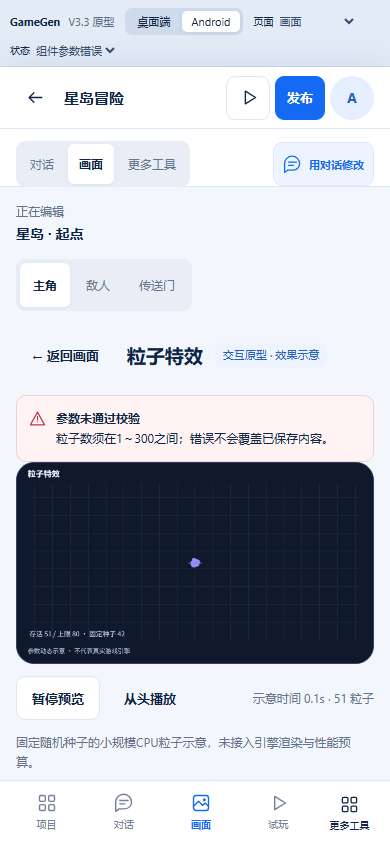 GameGen V3.3 原型 桌面端 Android 页面 画面
状态 组件参数错误
星岛冒险 发布 A
对话 画面 更多工具 用对话修改
正在编辑
星岛 · 起点
主角 敌人 传送门
← 返回画面 粒子特效 交互原型 · 效果示意
参数未通过校验
粒子数须在1～300之间；错误不会覆盖已保存内容。
粒子特效
存活 51 / 上限 80 · 固定种子 42
参数动态示意 · 不代表真实游戏引擎
暂停预览 从头播放 示意时间 0.1s · 51 粒子
固定随机种子的小规模CPU粒子示意，未接入引擎渲染与性能预
算。
项目 对话 画面 试玩 更多工具